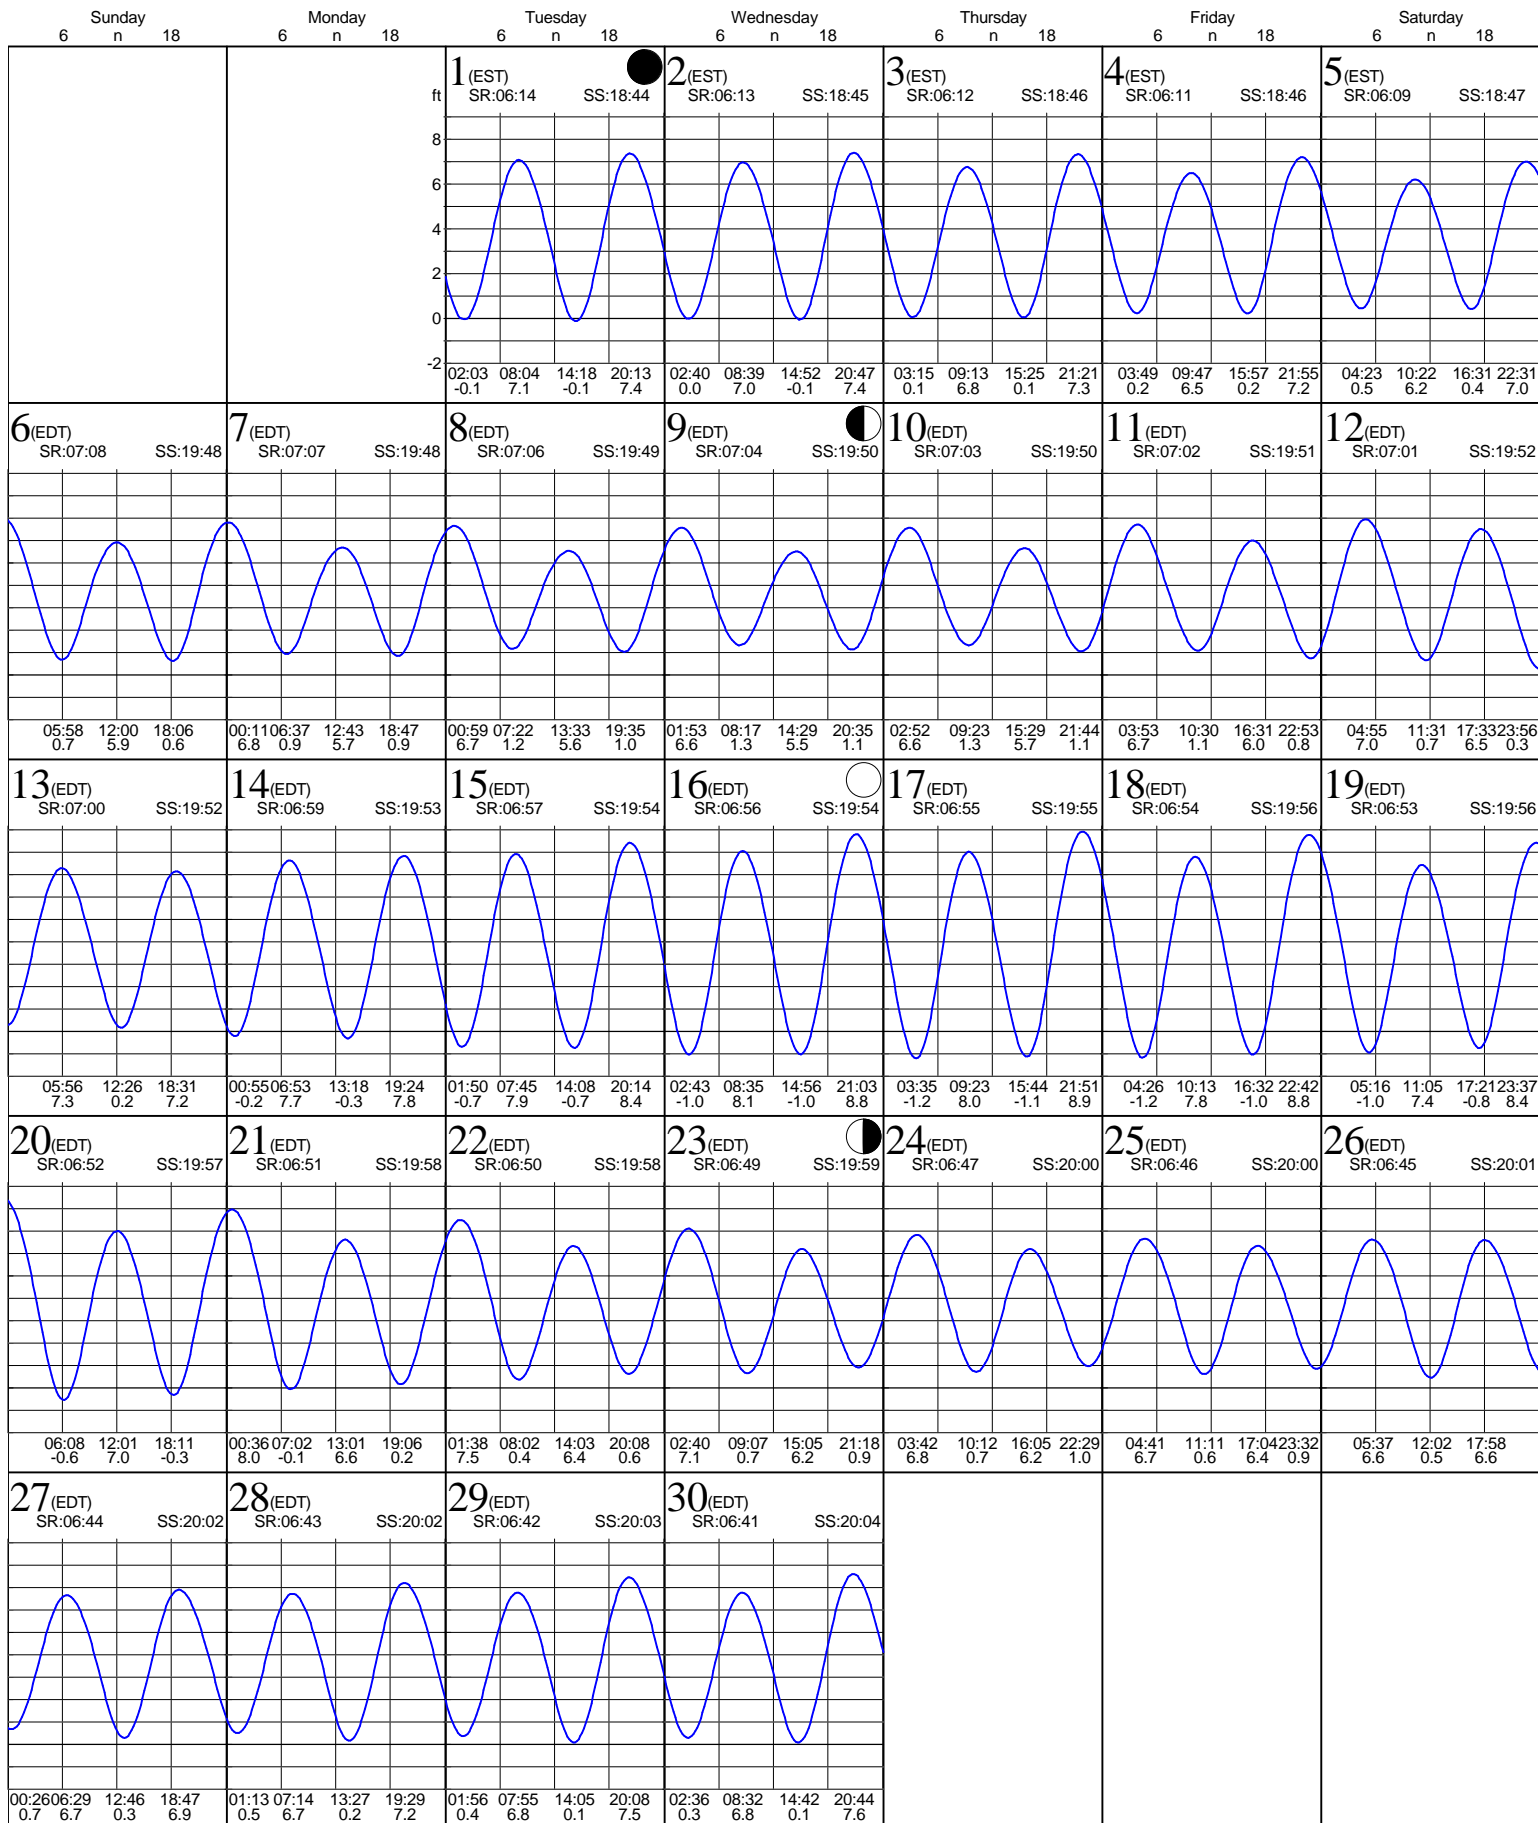 Sunday Monday Tuesday Wednesday Thursday Friday Saturday
6 n 18 6 n 18 6 n 18 6 n 18 6 n 18 6 n 18 6 n 18
1(EST) 2(EST) 3(EST) 4(EST) 5(EST)
ft SR:06:14 SS:18:44 SR:06:13 SS:18:45 SR:06:12 SS:18:46 SR:06:11 SS:18:46 SR:06:09 SS:18:47
8
6
4
2
0
-2
02:03 08:04 14:18 20:13 02:40 08:39 14:52 20:47 03:15 09:13 15:25 21:21 03:49 09:47 15:57 21:55 04:23 10:22 16:31 22:31
-0.1 7.1 -0.1 7.4 0.0 7.0 -0.1 7.4 0.1 6.8 0.1 7.3 0.2 6.5 0.2 7.2 0.5 6.2 0.4 7.0
6(EDT) 7(EDT) 8(EDT) 9(EDT) 10(EDT) 11(EDT) 12(EDT)
SR:07:08 SS:19:48 SR:07:07 SS:19:48 SR:07:06 SS:19:49 SR:07:04 SS:19:50 SR:07:03 SS:19:50 SR:07:02 SS:19:51 SR:07:01 SS:19:52
05:58 12:00 18:06 00:11 06:37 12:43 18:47 00:59 07:22 13:33 19:35 01:53 08:17 14:29 20:35 02:52 09:23 15:29 21:44 03:53 10:30 16:31 22:53 04:55 11:31 17:33 23:56
0.7 5.9 0.6 6.8 0.9 5.7 0.9 6.7 1.2 5.6 1.0 6.6 1.3 5.5 1.1 6.6 1.3 5.7 1.1 6.7 1.1 6.0 0.8 7.0 0.7 6.5 0.3
13(EDT) 14(EDT) 15(EDT) 16(EDT) 17(EDT) 18(EDT) 19(EDT)
SR:07:00 SS:19:52 SR:06:59 SS:19:53 SR:06:57 SS:19:54 SR:06:56 SS:19:54 SR:06:55 SS:19:55 SR:06:54 SS:19:56 SR:06:53 SS:19:56
05:56 12:26 18:31 00:55 06:53 13:18 19:24 01:50 07:45 14:08 20:14 02:43 08:35 14:56 21:03 03:35 09:23 15:44 21:51 04:26 10:13 16:32 22:42 05:16 11:05 17:21 23:37
7.3 0.2 7.2 -0.2 7.7 -0.3 7.8 -0.7 7.9 -0.7 8.4 -1.0 8.1 -1.0 8.8 -1.2 8.0 -1.1 8.9 -1.2 7.8 -1.0 8.8 -1.0 7.4 -0.8 8.4
20(EDT) 21(EDT) 22(EDT) 23(EDT) 24(EDT) 25(EDT) 26(EDT)
SR:06:52 SS:19:57 SR:06:51 SS:19:58 SR:06:50 SS:19:58 SR:06:49 SS:19:59 SR:06:47 SS:20:00 SR:06:46 SS:20:00 SR:06:45 SS:20:01
06:08 12:01 18:11 00:36 07:02 13:01 19:06 01:38 08:02 14:03 20:08 02:40 09:07 15:05 21:18 03:42 10:12 16:05 22:29 04:41 11:11 17:04 23:32 05:37 12:02 17:58
-0.6 7.0 -0.3 8.0 -0.1 6.6 0.2 7.5 0.4 6.4 0.6 7.1 0.7 6.2 0.9 6.8 0.7 6.2 1.0 6.7 0.6 6.4 0.9 6.6 0.5 6.6
27(EDT) 28(EDT) 29(EDT) 30(EDT)
SR:06:44 SS:20:02 SR:06:43 SS:20:02 SR:06:42 SS:20:03 SR:06:41 SS:20:04
00:26 06:29 12:46 18:47 01:13 07:14 13:27 19:29 01:56 07:55 14:05 20:08 02:36 08:32 14:42 20:44
0.7 6.7 0.3 6.9 0.5 6.7 0.2 7.2 0.4 6.8 0.1 7.5 0.3 6.8 0.1 7.6